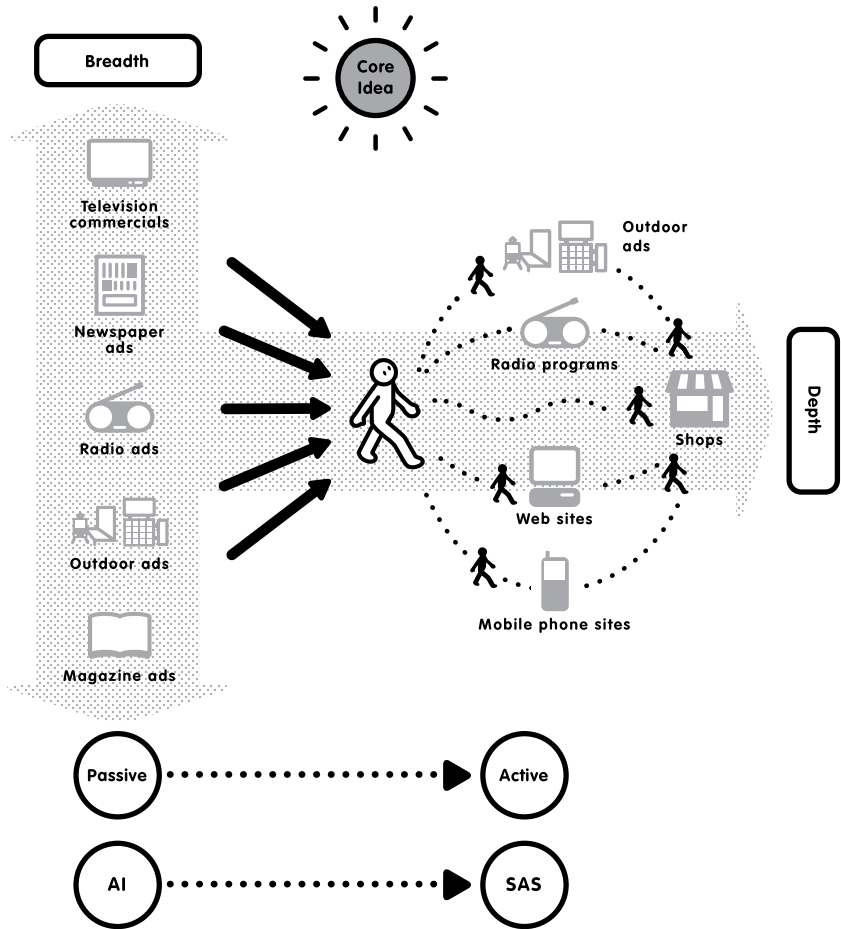 Breadth
Core
Idea
Television
commercials
Newspaper
ads
Radio ads
Outdoor ads
Magazine ads
Outdoor
ads
Radio programs
Shops
Web sites
Mobile phone sites
Depth
Passive
Active
AI
SAS